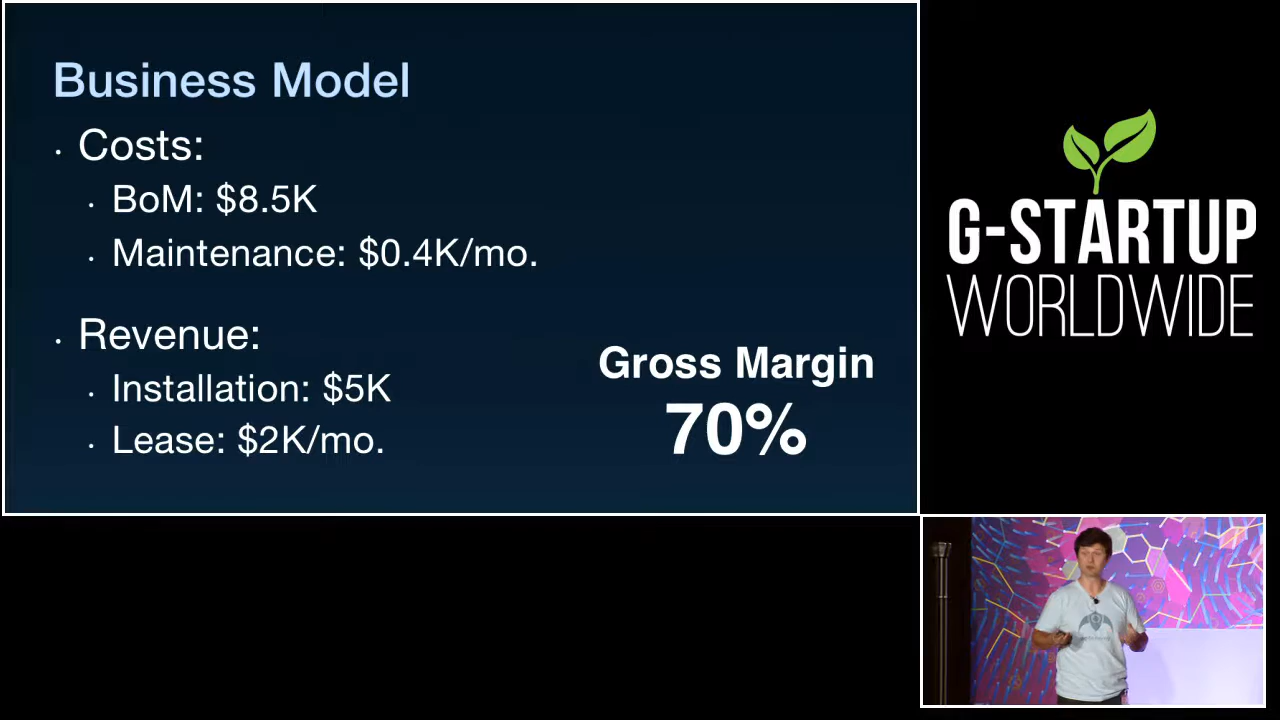 Business Model
· Costs:
· BoM: $8.5K
· Maintenance: $0.4K/mo.
· Revenue:
· Installation: $5K
· Lease: $2K/mo.
Gross Margin
70%
G-STARTUP
WORLDWIDE